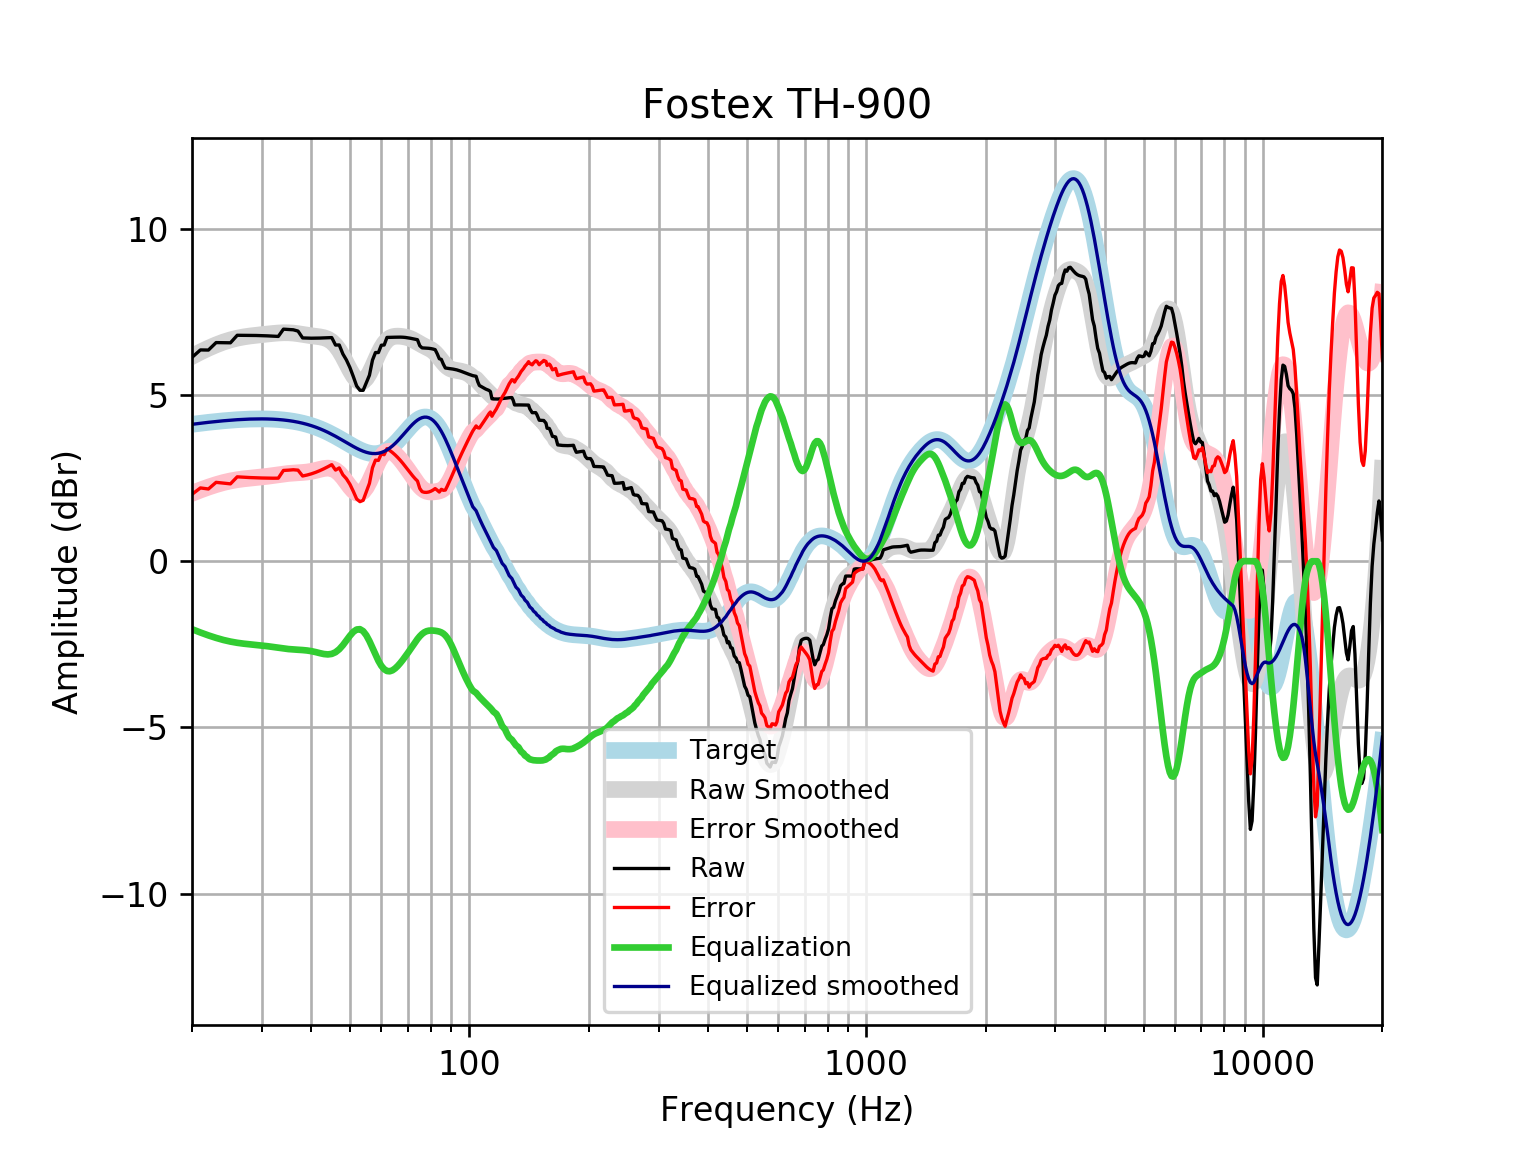 Fostex TH-900
Amplitude (dBr)
10
5
0
−5
−10
Target
Raw Smoothed
Error Smoothed
Raw
Error
Equalization
Equalized smoothed
100 1000 10000
Frequency (Hz)